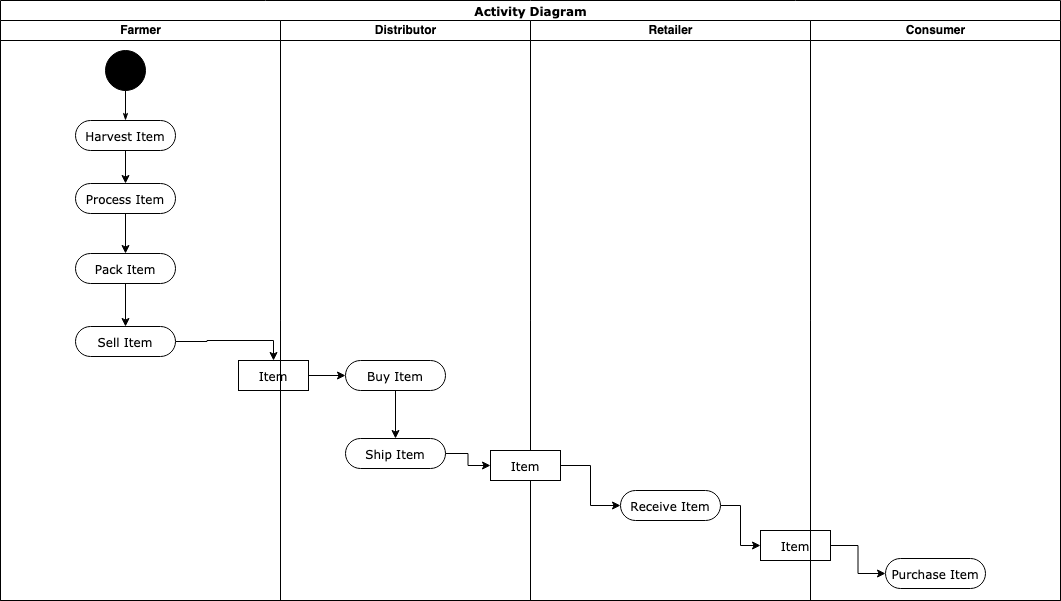 Activity Diagram
Farmer
Distributor
Retailer
Consumer
Harvest Item
Process Item
Pack Item
Sell Item
Item
Buy Item
Ship Item
Item
Receive Item
Item
Purchase Item